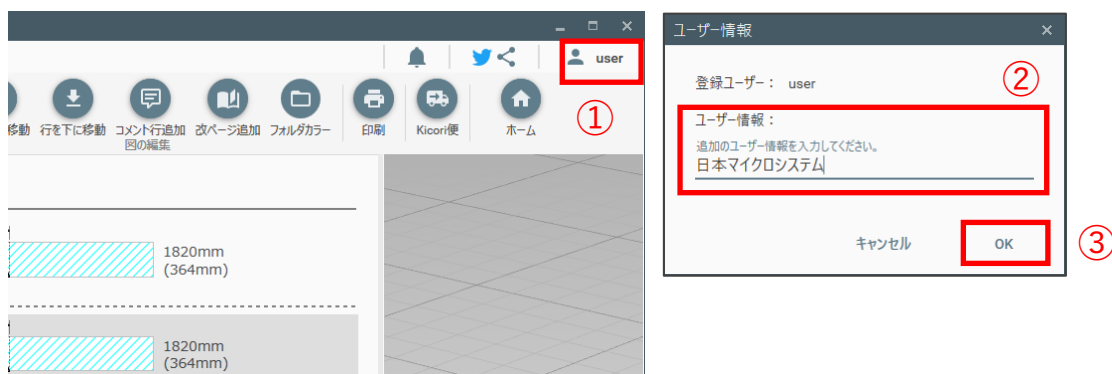 user
①
移動 行を下に移動 コメント行追加 改ページ追加 フォルダカラー 印刷 Kicori便 ホーム
図の編集
1820mm
(364mm)
1820mm
(364mm)
ユーザー情報
登録ユーザー： user
②
ユーザー情報：
追加のユーザー情報を入力してください。
日本マイクロシステム
キャンセル OK
③